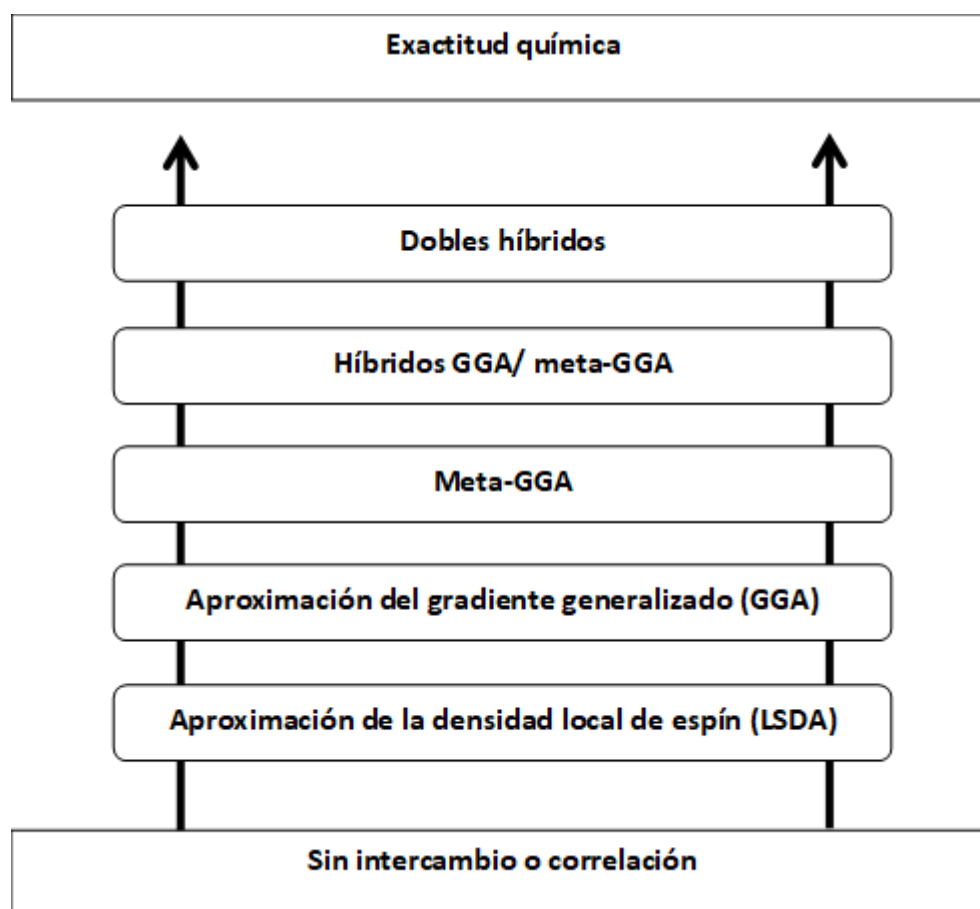 Exactitud química
Dobles híbridos
Híbridos GGA/ meta-GGA
Meta-GGA
Aproximación del gradiente generalizado (GGA)
Aproximación de la densidad local de espín (LSDA)
Sin intercambio o correlación